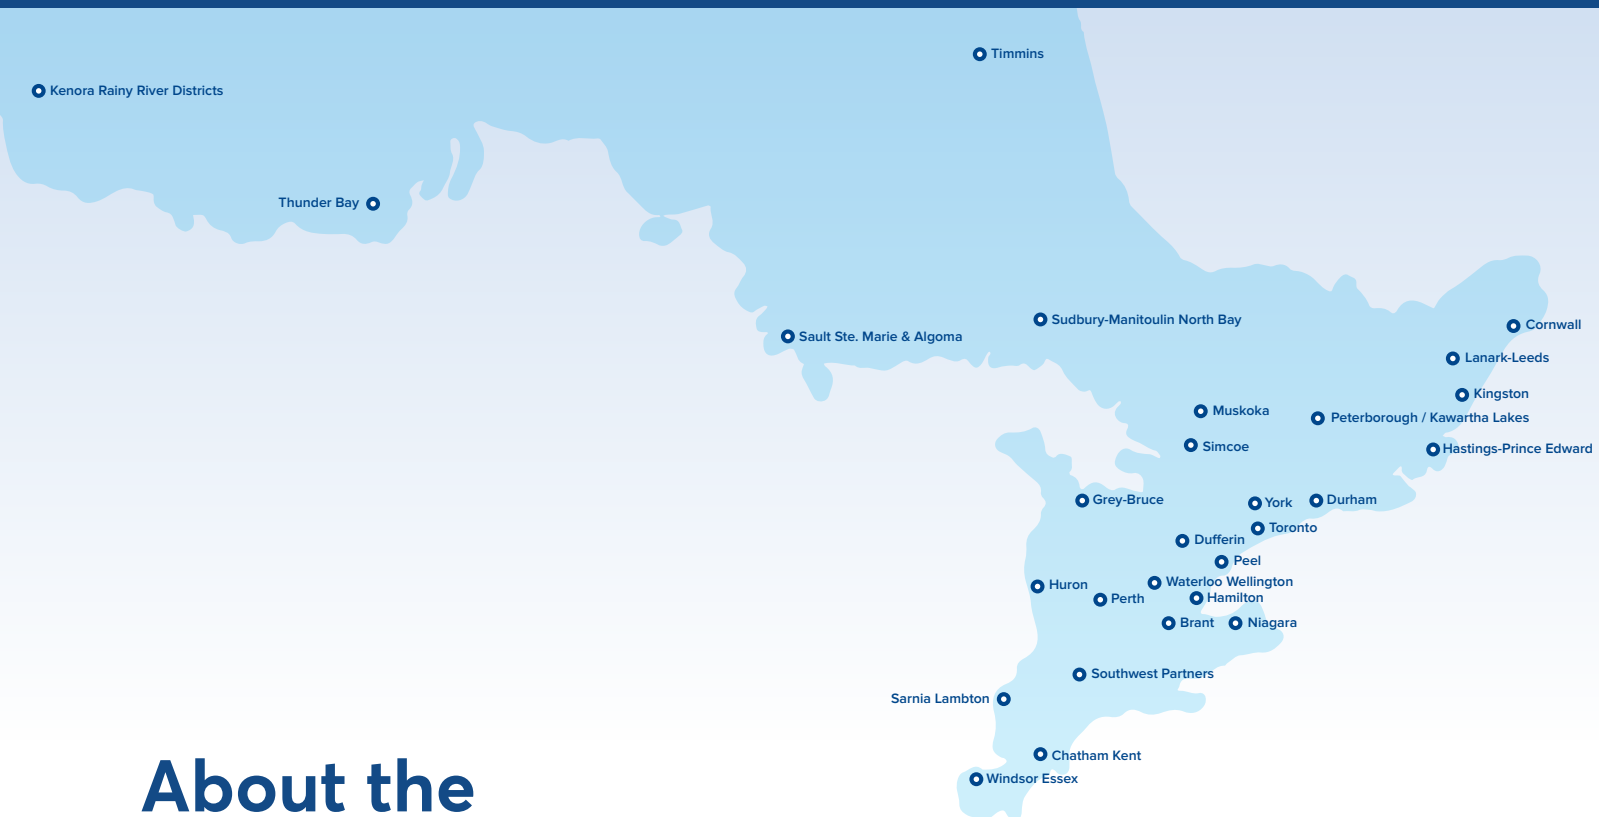 Timmins
Kenora Rainy River Districts
Thunder Bay
Sudbury-Manitoulin North Bay
Cornwall
Sault Ste. Marie & Algoma
Lanark-Leeds
Kingston
Muskoka
Peterborough / Kawartha Lakes
Simcoe
Hastings-Prince Edward
Grey-Bruce
York
Durham
Toronto
Dufferin
Peel
Waterloo Wellington
Huron
Perth
Hamilton
Brant
Niagara
Southwest Partners
Sarnia Lambton
Chatham Kent
Windsor Essex
About the